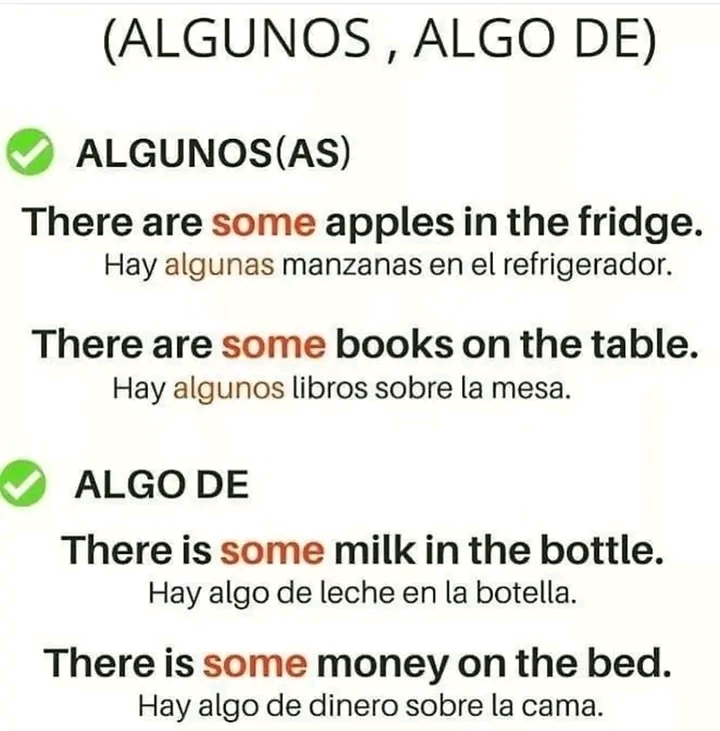 (ALGUNOS , ALGO DE)
ALGUNOS(AS)
There are some apples in the fridge.
Hay algunas manzanas en el refrigerador.
There are some books on the table.
Hay algunos libros sobre la mesa.
ALGO DE
There is some milk in the bottle.
Hay algo de leche en la botella.
There is some money on the bed.
Hay algo de dinero sobre la cama.